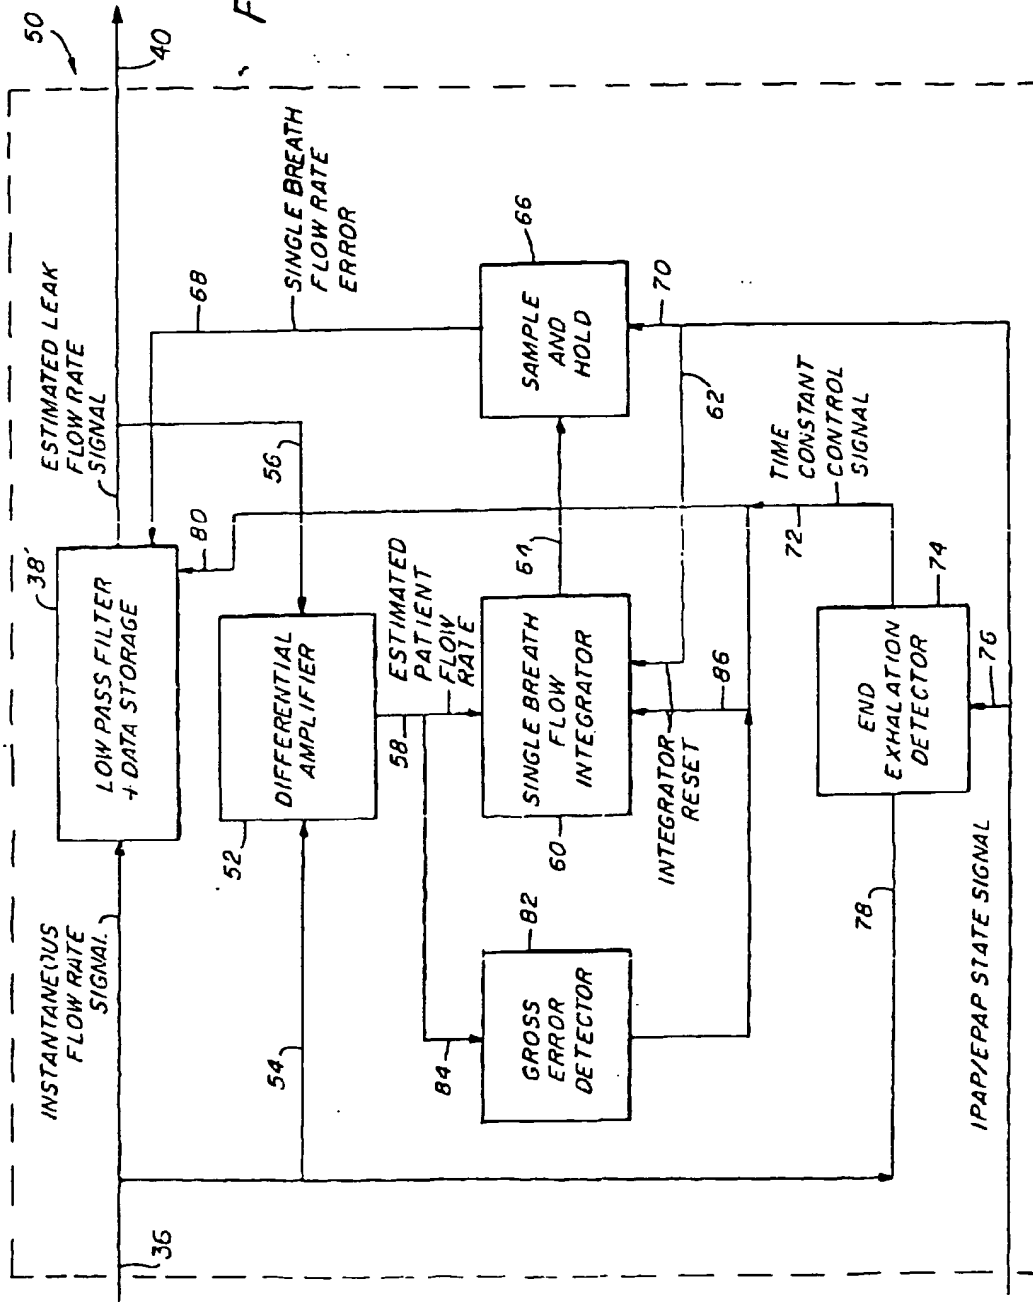 50
40
F
36
INSTANTANEOUS
FLOW RATE
SIGNAL
38'
LOW PASS FILTER
+ DATA STORAGE
ESTIMATED LEAK
FLOW RATE
SIGNAL
68
SINGLE BREATH
FLOW RATE
ERROR
80
56
54
52
DIFFERENTIAL
AMPLIFIER
58
ESTIMATED
PATIENT
FLOW
RATE
84
82
GROSS
ERROR
DETECTOR
60
SINGLE BREATH
FLOW
INTEGRATOR
64
66
SAMPLE
AND
HOLD
70
62
INTEGRATOR
RESET
86
72
TIME
CONSTANT
CONTROL
SIGNAL
78
74
END
EXHALATION
DETECTOR
76
IPAP/EPAP STATE SIGNAL